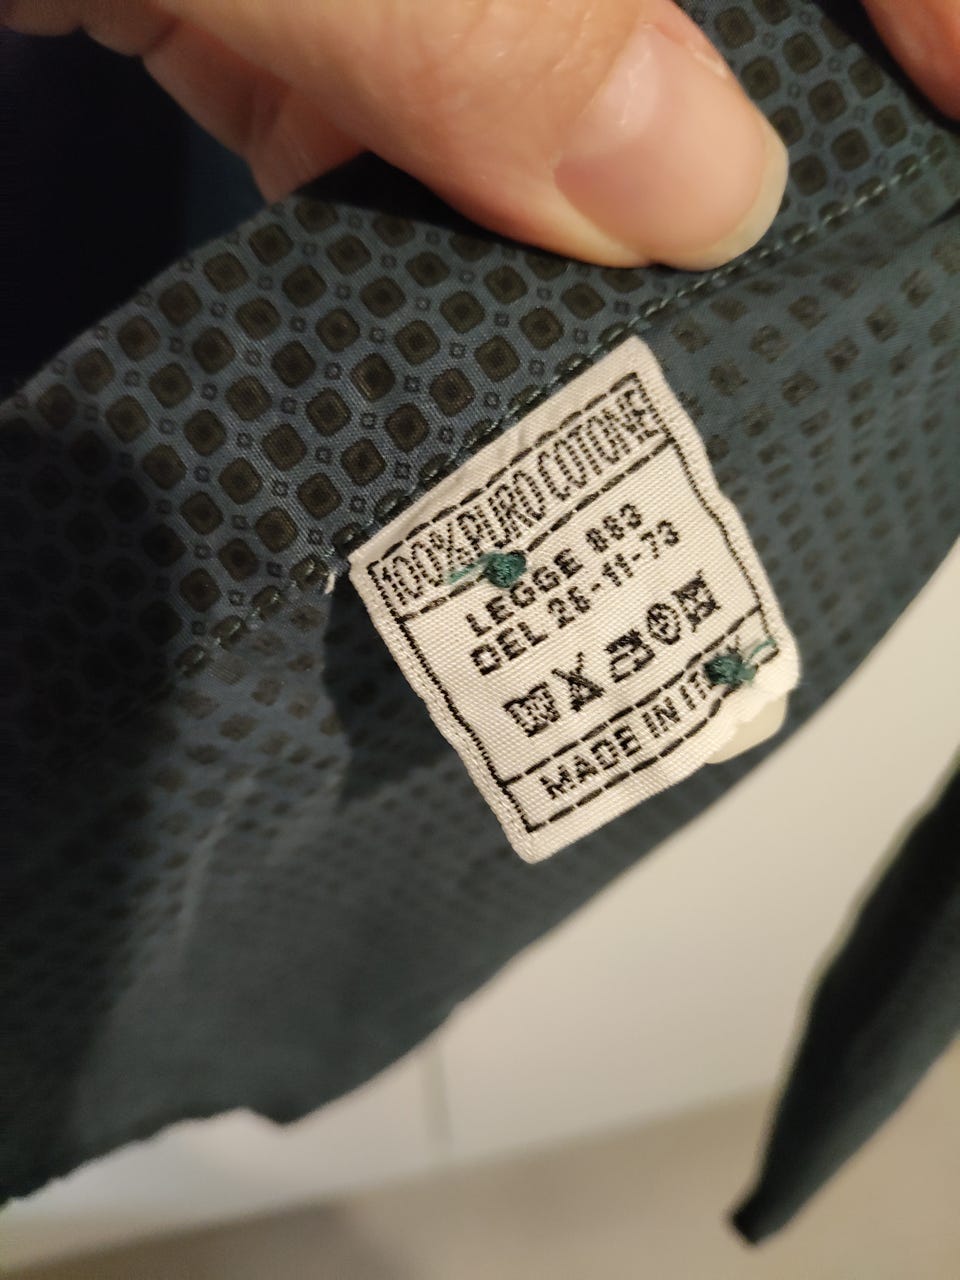 100% PURO COTONE
LEGGE 883
DEL 26-11-73
MADE IN IT